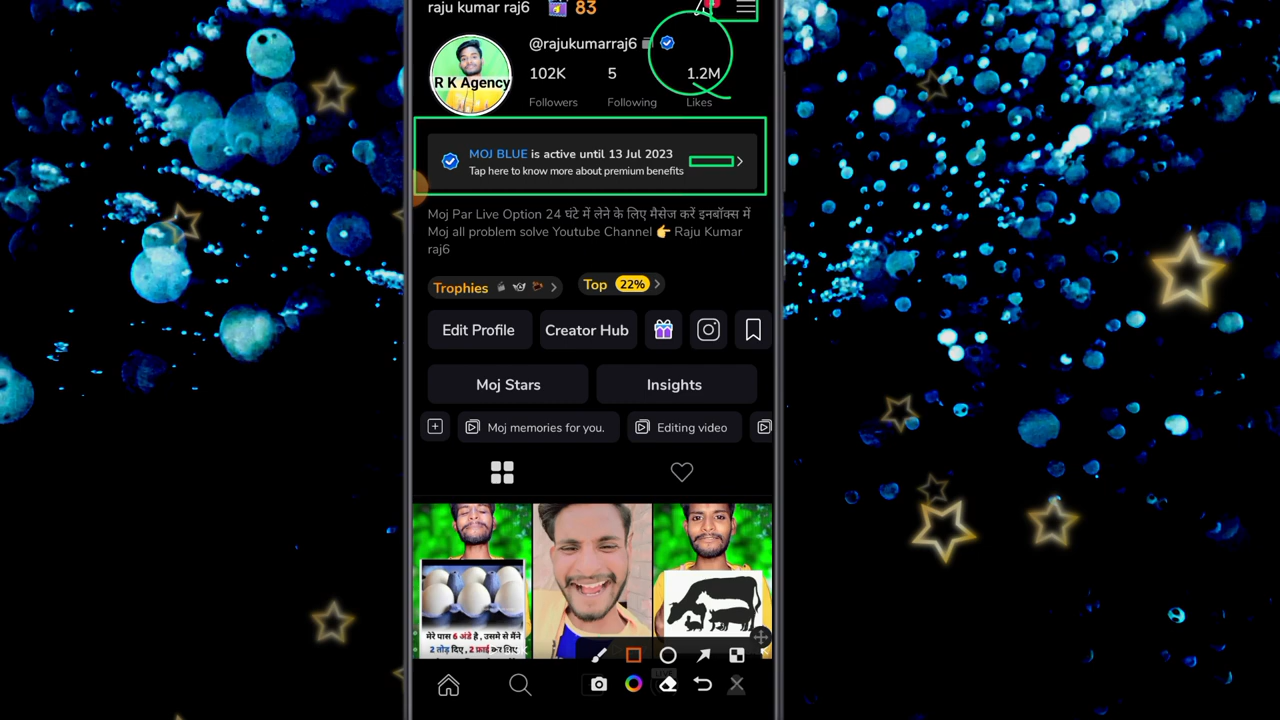 raju kumar raj6 83
@rajukumarraj6
R K Agency
102K 5 1.2M
Followers Following Likes
MOJ BLUE is active until 13 Jul 2023
Tap here to know more about premium benefits
Moj Par Live Option 24 घंटे में लेने के लिए मैसेज करें इनबॉक्स में
Moj all problem solve Youtube Channel 👉 Raju Kumar
raj6
Trophies Top 22%
Edit Profile Creator Hub
Moj Stars Insights
Moj memories for you. Editing video
मेरे पास 6 अंडे है , उसमे से मैंने
2 तोड़ दिए , 2 फ्राई कर लिए